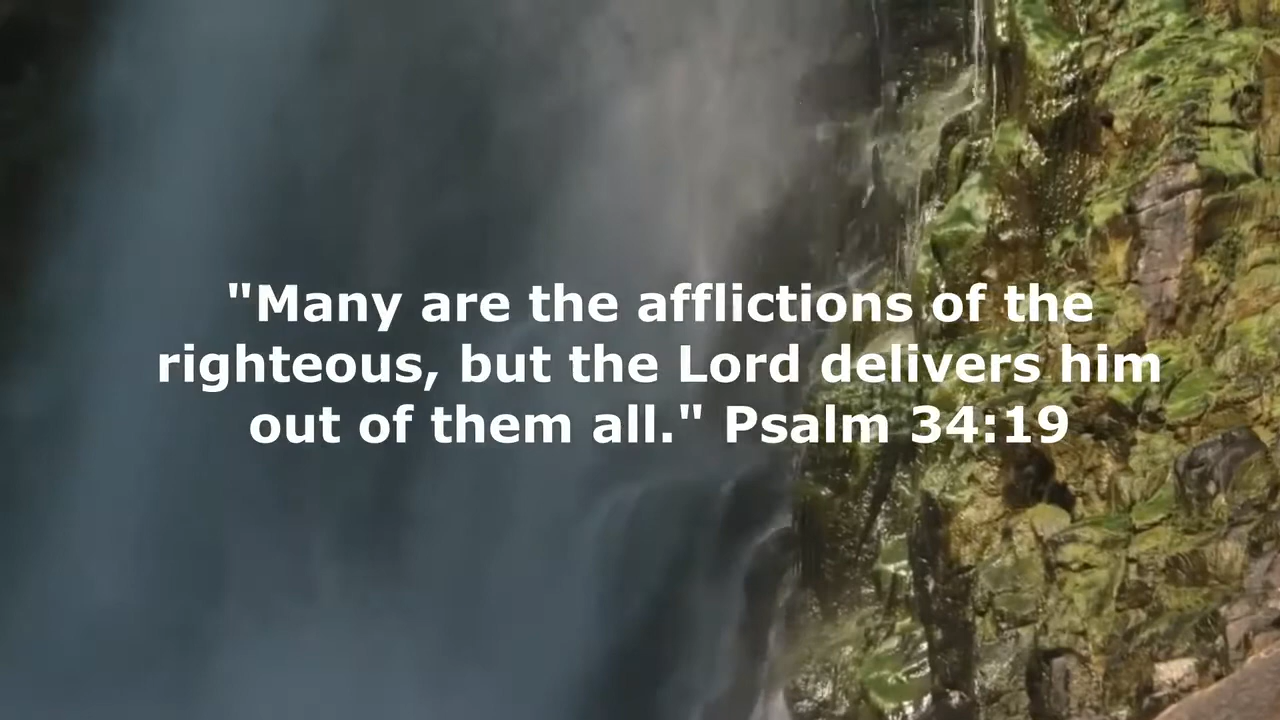 "Many are the afflictions of the
righteous, but the Lord delivers him
out of them all." Psalm 34:19